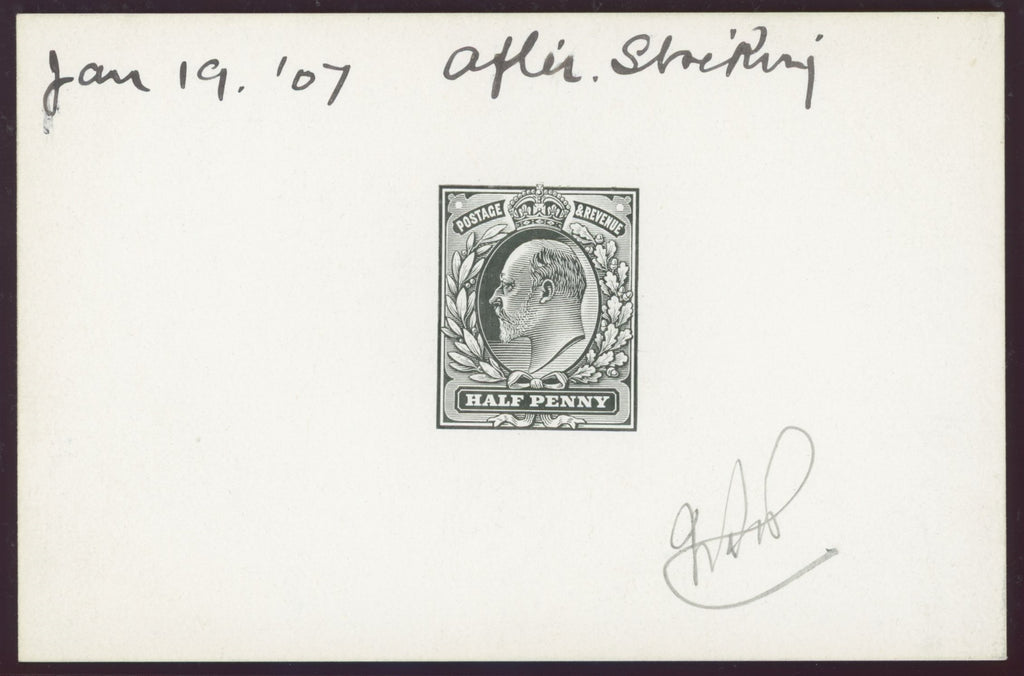 Jan 19. '07 After. Striking
POSTAGE & REVENUE
HALF PENNY